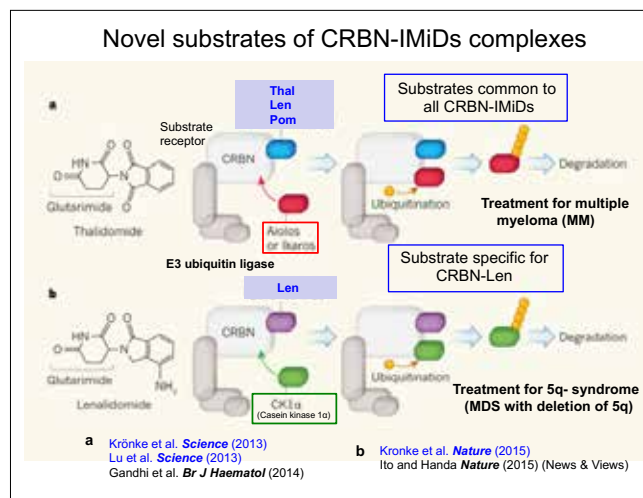 Novel substrates of CRBN-IMiDs complexes
a
Thal
Len
Pom
Substrates common to
all CRBN-IMiDs
Substrate
receptor
CRBN
HN
O
O
N
O
O
Glutarimide
Thalidomide
Aiolos
or Ikaros
E3 ubiquitin ligase
Ubiquitination
Degradation
Treatment for multiple
myeloma (MM)
Substrate specific for
CRBN-Len
b
Len
CRBN
HN
O
O
N
O
NH2
Glutarimide
Lenalidomide
CK1α
(Casein kinase 1α)
Ubiquitination
Degradation
Treatment for 5q- syndrome
(MDS with deletion of 5q)
a Krönke et al. Science (2013)
Lu et al. Science (2013)
Gandhi et al. Br J Haematol (2014)
b Kronke et al. Nature (2015)
Ito and Handa Nature (2015) (News & Views)